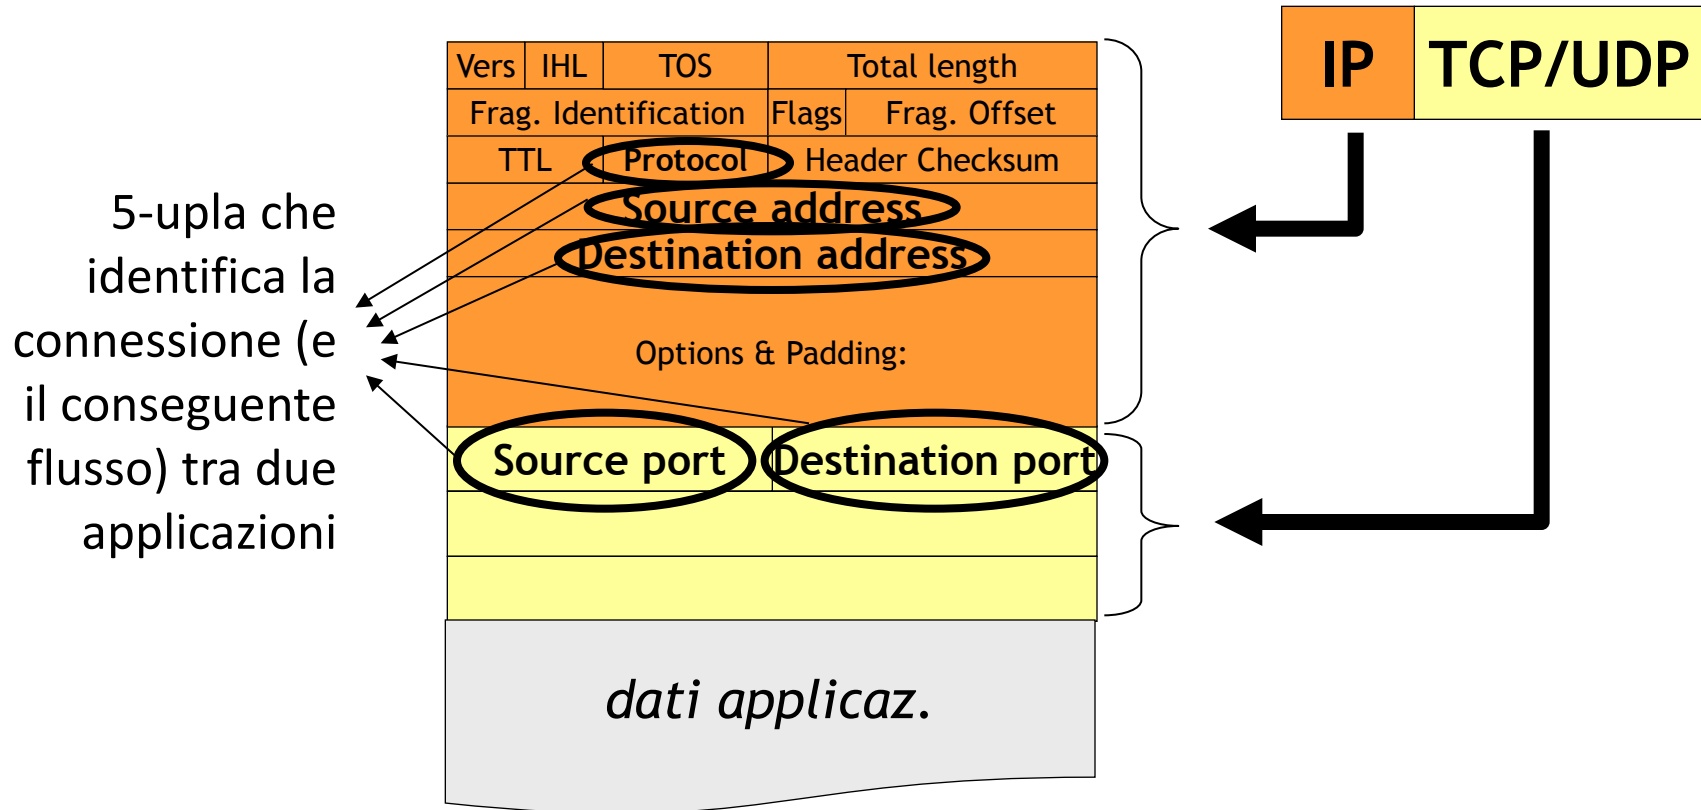 IP TCP/UDP
Vers IHL TOS Total length
Frag. Identification Flags Frag. Offset
TTL Protocol Header Checksum
Source address
Destination address
Options & Padding:
Source port Destination port
dati applicaz.
5-upla che
identifica la
connessione (e
il conseguente
flusso) tra due
applicazioni